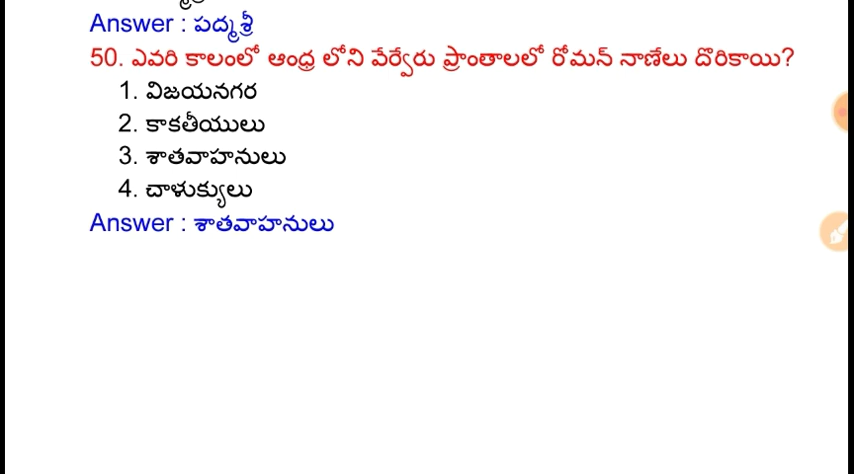 Answer : పద్మశ్రీ
50. ఎవరి కాలంలో ఆంధ్ర లోని వేర్వేరు ప్రాంతాలలో రోమన్ నాణేలు దొరికాయి?
1. విజయనగర
2. కాకతీయులు
3. శాతవాహనులు
4. చాళుక్యులు
Answer : శాతవాహనులు